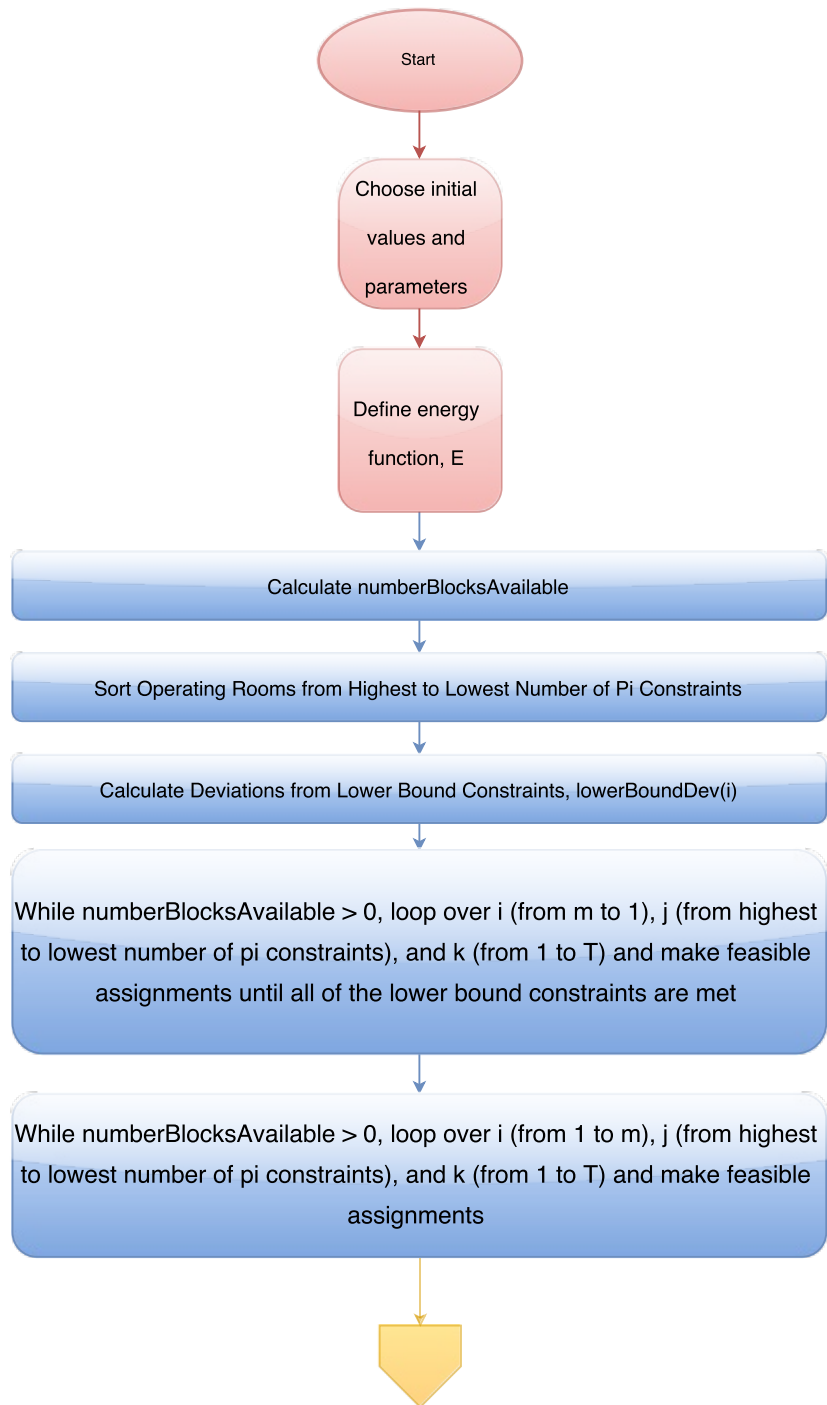 Start
Choose initial
values and
parameters
Define energy
function, E
Calculate numberBlocksAvailable
Sort Operating Rooms from Highest to Lowest Number of Pi Constraints
Calculate Deviations from Lower Bound Constraints, lowerBoundDev(i)
While numberBlocksAvailable > 0, loop over i (from m to 1), j (from highest
to lowest number of pi constraints), and k (from 1 to T) and make feasible
assignments until all of the lower bound constraints are met
While numberBlocksAvailable > 0, loop over i (from 1 to m), j (from highest
to lowest number of pi constraints), and k (from 1 to T) and make feasible
assignments